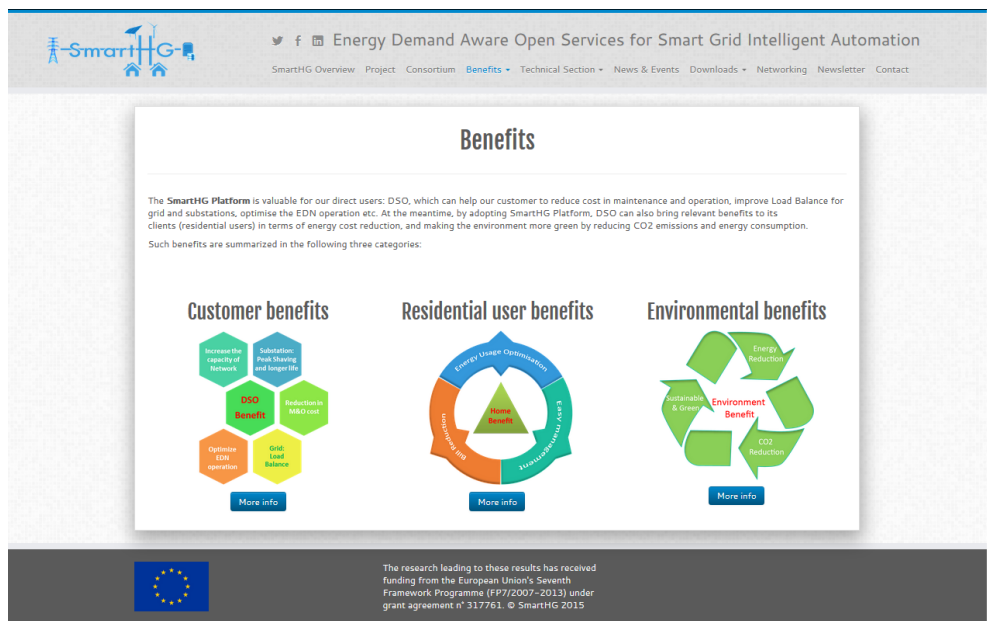 SmartHG
Energy Demand Aware Open Services for Smart Grid Intelligent Automation
SmartHG Overview Project Consortium Benefits Technical Section News & Events Downloads Networking Newsletter Contact
Benefits
The SmartHG Platform is valuable for our direct users: DSO, which can help our customer to reduce cost in maintenance and operation, improve Load Balance for
grid and substations, optimise the EDN operation etc. At the meantime, by adopting SmartHG Platform, DSO can also bring relevant benefits to its
clients (residential users) in terms of energy cost reduction, and making the environment more green by reducing CO2 emissions and energy consumption.
Such benefits are summarized in the following three categories:
Customer benefits
Increase the
capacity of
Network
Substation:
Peak Shaving
and longer life
DSO
Benefit
Reduction in
M&O cost
Optimize
EDN
operation
Grid:
Load
Balance
More info
Residential user benefits
Energy Usage Optimisation
Easy management
Bill Reduction
Home
Benefit
More info
Environmental benefits
Energy
Reduction
Sustainable
& Green
Environment
Benefit
CO2
Reduction
More info
The research leading to these results has received
funding from the European Union's Seventh
Framework Programme (FP7/2007-2013) under
grant agreement n° 317761. © SmartHG 2015